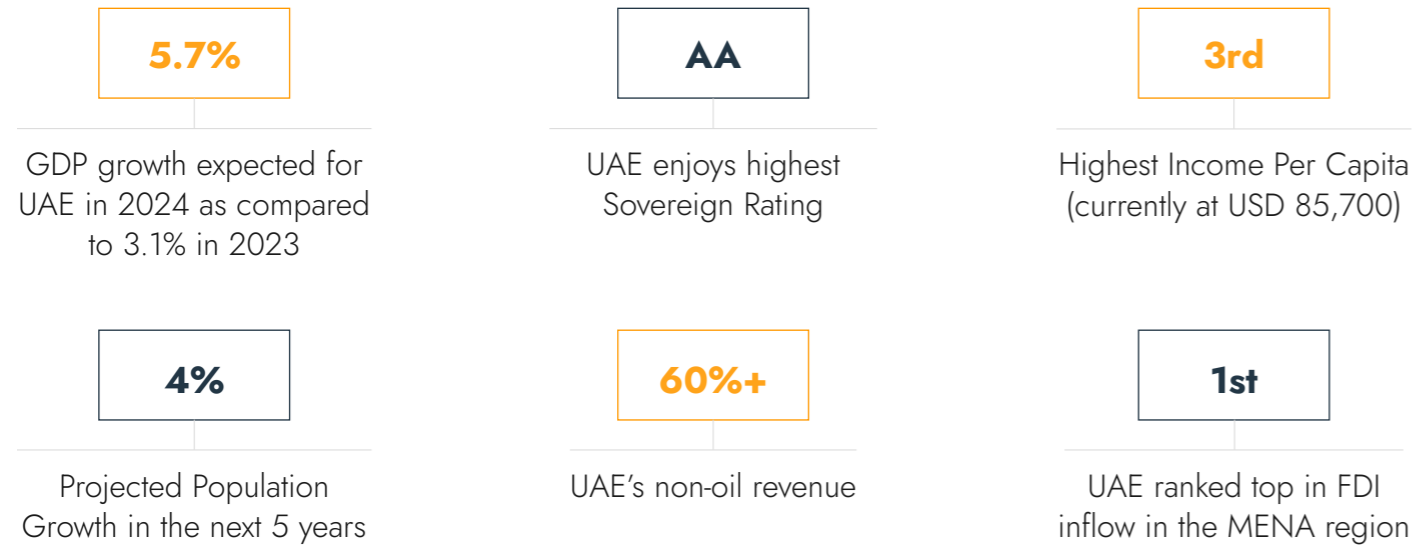 5.7%
GDP growth expected for
UAE in 2024 as compared
to 3.1% in 2023
AA
UAE enjoys highest
Sovereign Rating
3rd
Highest Income Per Capita
(currently at USD 85,700)
4%
Projected Population
Growth in the next 5 years
60%+
UAE’s non-oil revenue
1st
UAE ranked top in FDI
inflow in the MENA region